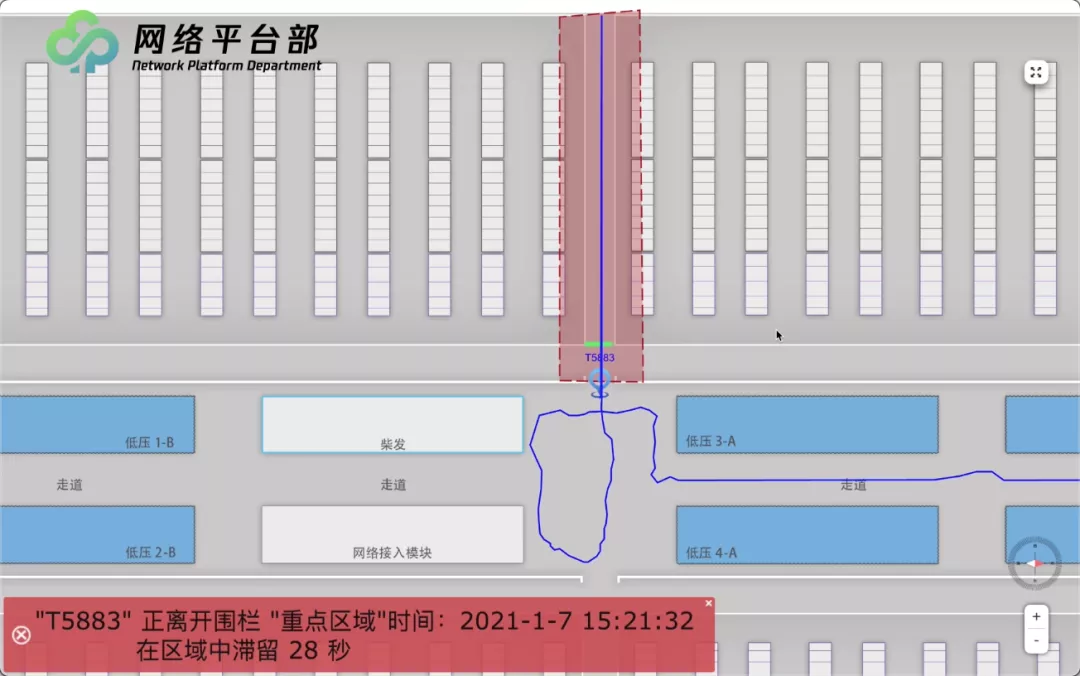 网络平台部
Network Platform Department
T5883
低压 1-B
柴发
低压 3-A
走道
走道
走道
低压 2-B
网络接入模块
低压 4-A
"T5883" 正离开围栏 "重点区域"时间：2021-1-7 15:21:32
在区域中滞留 28 秒
+
-